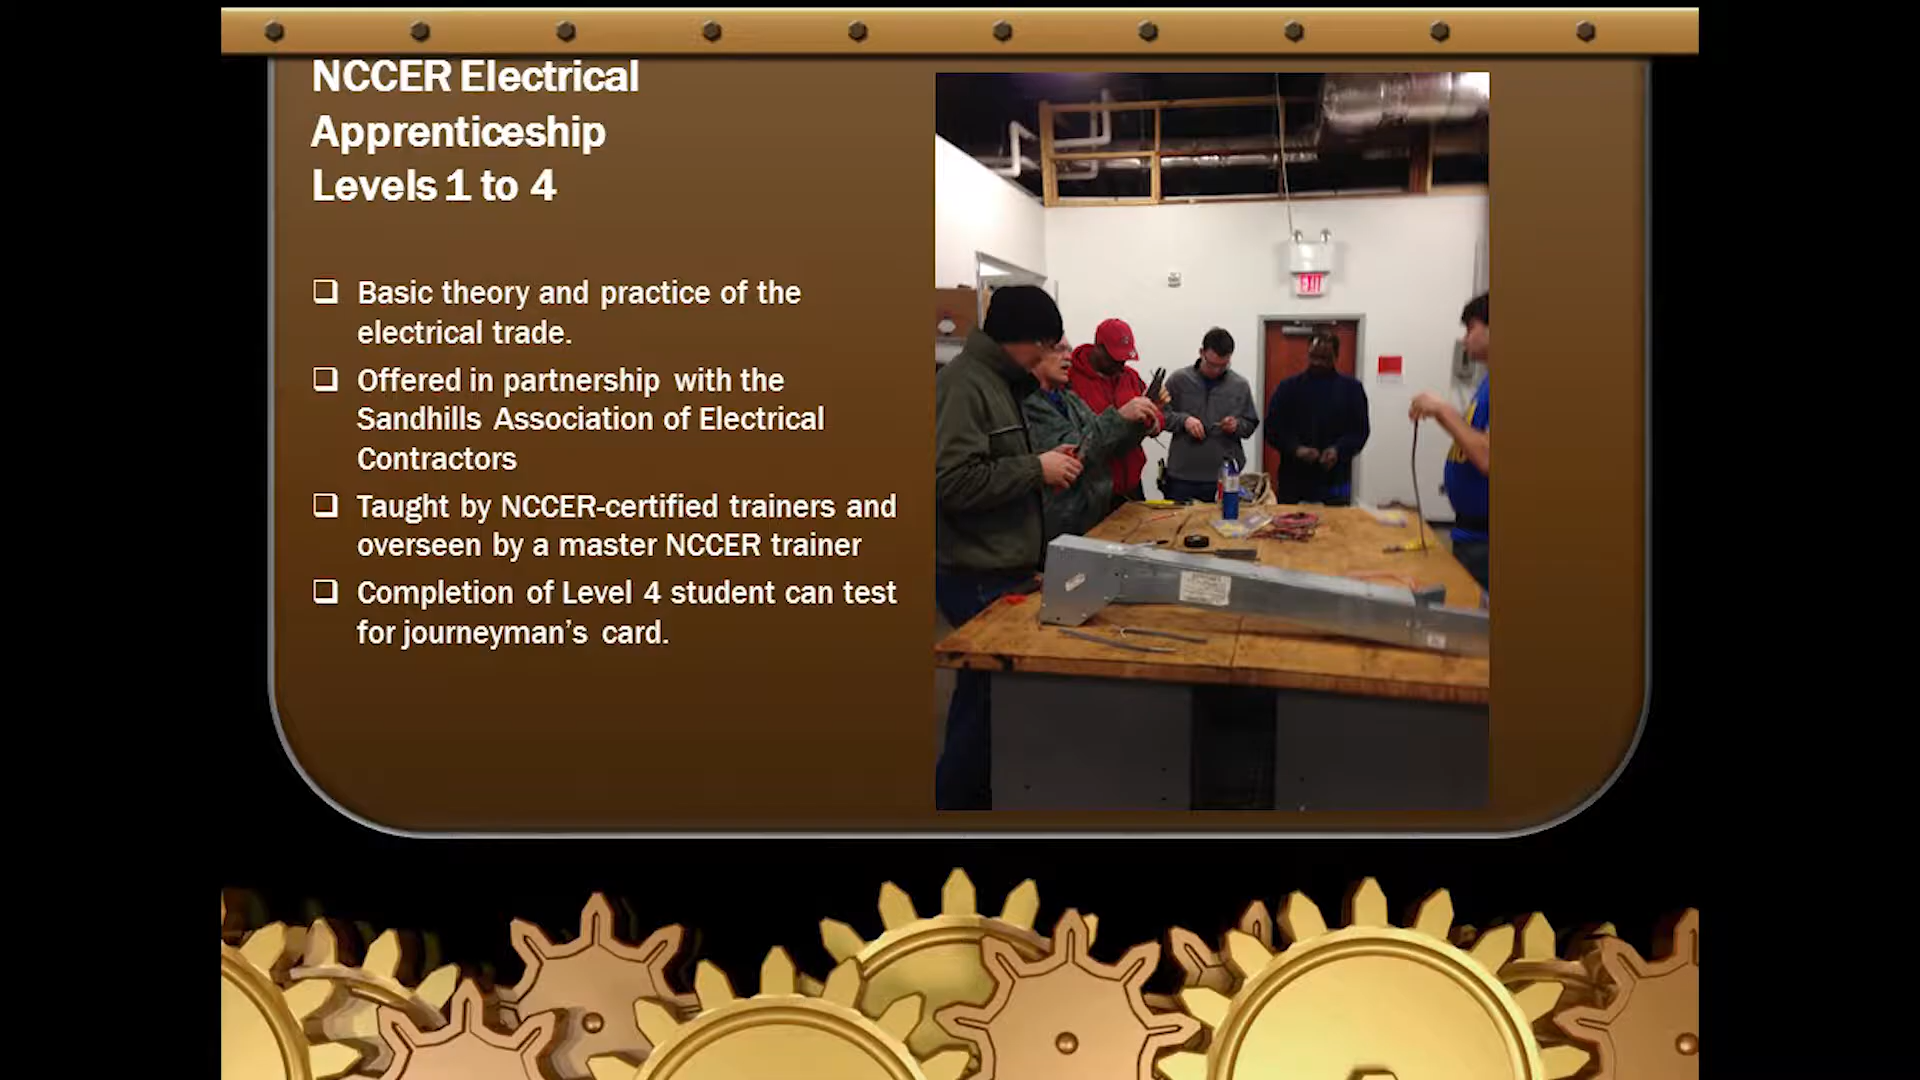 NCCER Electrical
Apprenticeship
Levels 1 to 4
Basic theory and practice of the
electrical trade.
Offered in partnership with the
Sandhills Association of Electrical
Contractors
Taught by NCCER-certified trainers and
overseen by a master NCCER trainer
Completion of Level 4 student can test
for journeyman’s card.
EXIT